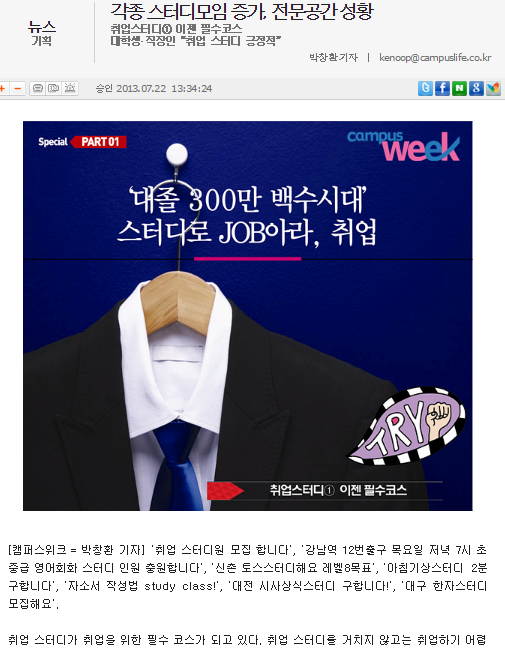 각종 스터디모임 증가, 전문공간 성황
뉴스
기획
취업스터디① 이젠 필수코스
대학생·직장인 “취업 스터디 긍정적”
박창환기자 | kenoop@campuslife.co.kr
승인 2013.07.22 13:34:24
Special PART 01
campus
week
‘대졸 300만 백수시대’
스터디로 JOB아라, 취업
TRY
취업스터디① 이젠 필수코스
[캠퍼스위크 = 박창환 기자] '취업 스터디원 모집 합니다', '강남역 12번출구 목요일 저녁 7시 초
중급 영어회화 스터디 인원 충원합니다', '신촌 토스스터디해요 레벨8목표', '아침기상스터디 2분
구합니다', '자소서 작성법 study class!', '대전 시사상식스터디 구합니다!', '대구 한자스터디
모집해요'.
취업 스터디가 취업을 위한 필수 코스가 되고 있다. 취업 스터디를 거치지 않고는 취업하기 어렵